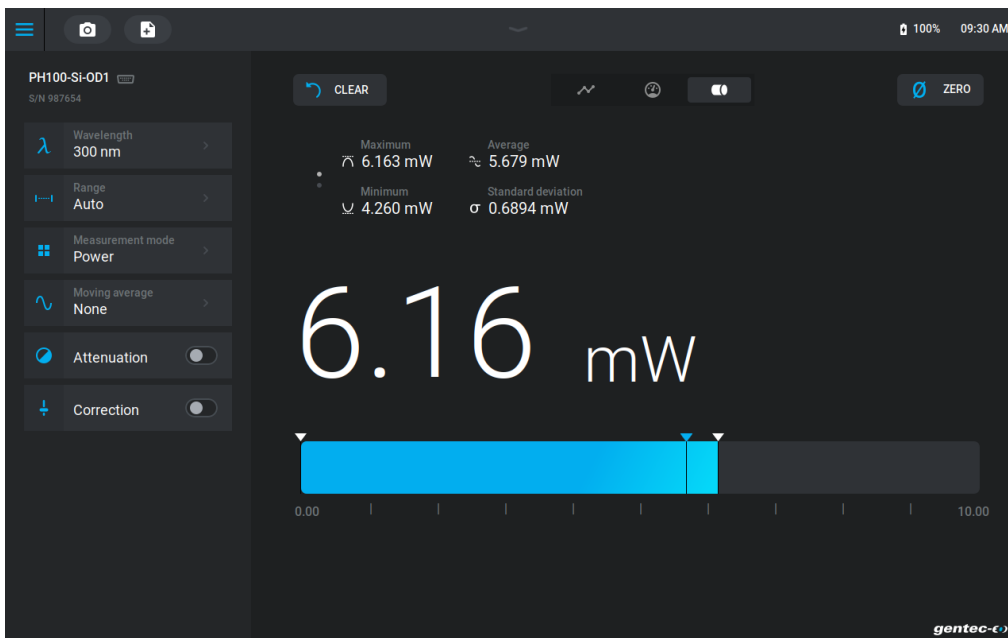 100% 09:30 AM
PH100-Si-OD1
S/N 987654
λ Wavelength
300 nm
Range
Auto
Measurement mode
Power
Moving average
None
Attenuation
Correction
CLEAR
ZERO
Maximum
6.163 mW
Average
5.679 mW
Minimum
4.260 mW
Standard deviation
σ 0.6894 mW
6.16 mW
0.00 10.00
gentec-eo